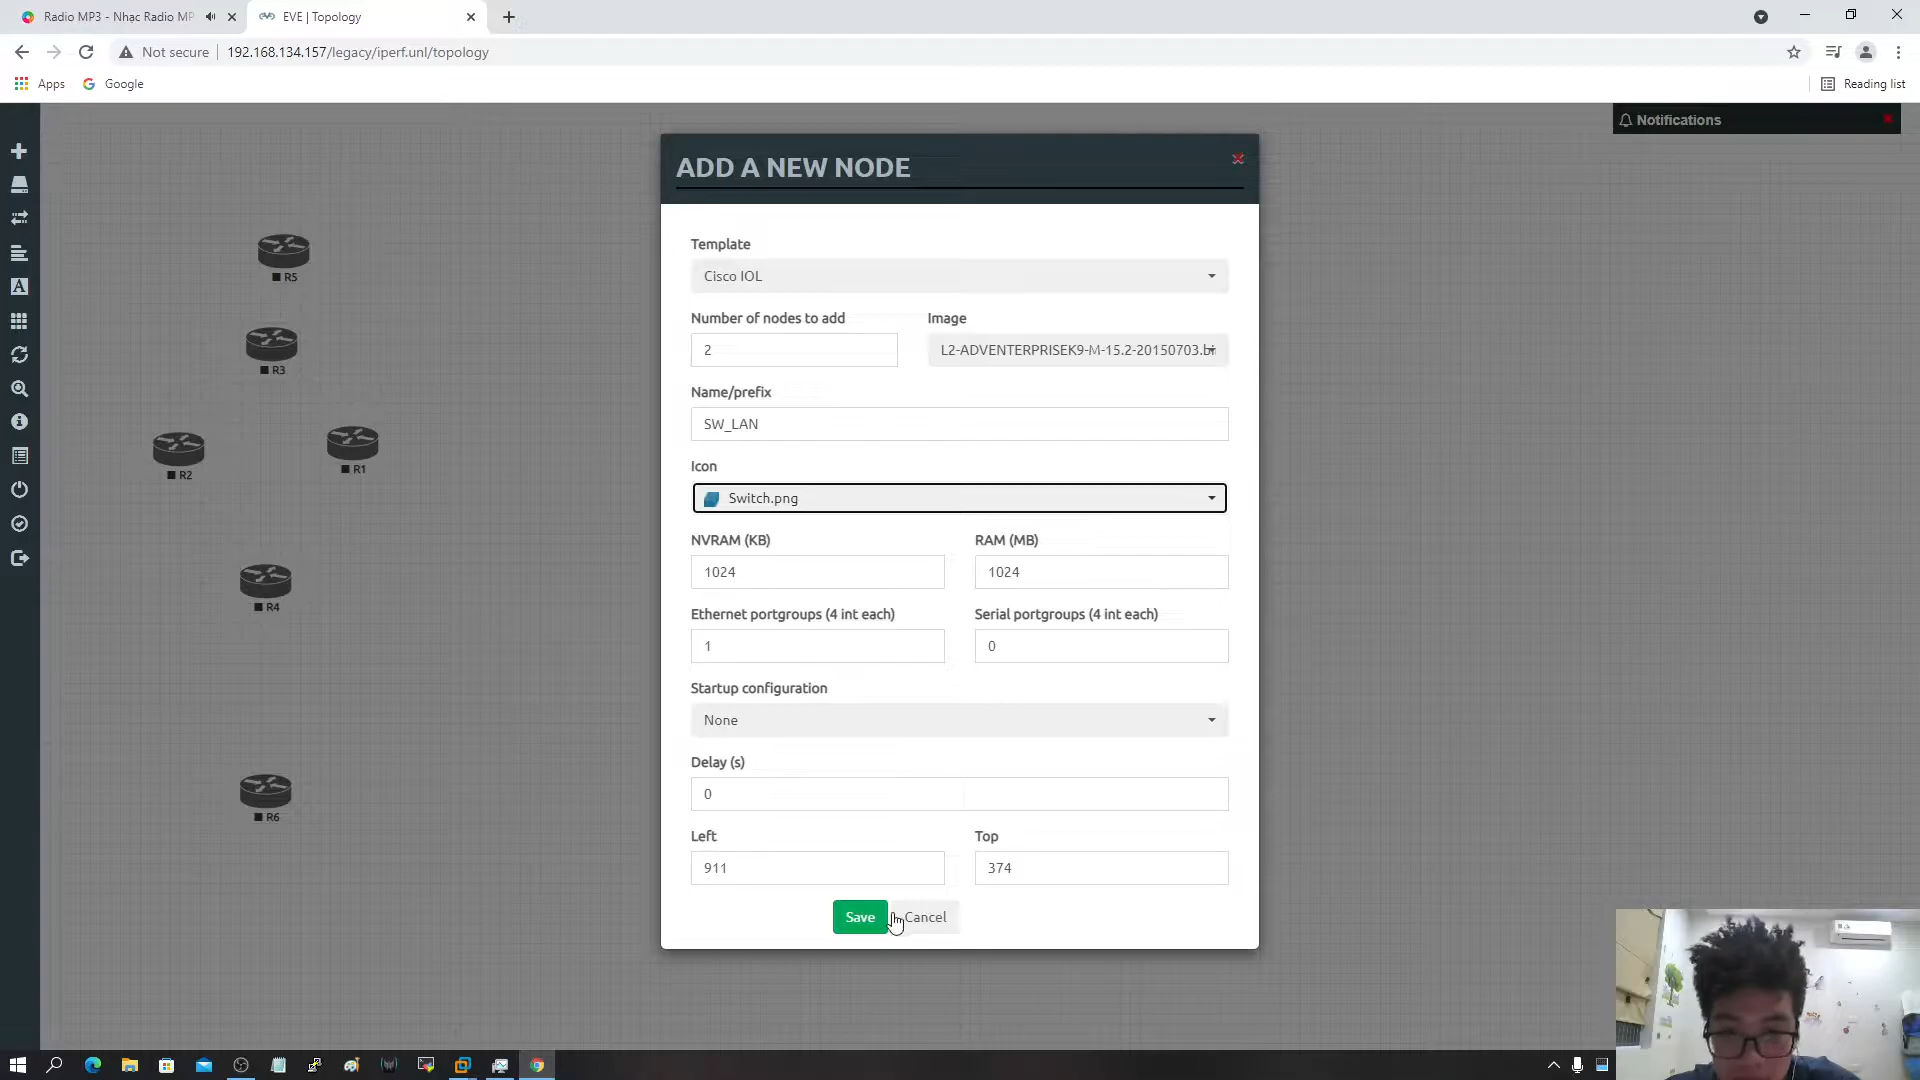 Radio MP3 - Nhạc Radio MP
EVE | Topology
Not secure
192.168.134.157/legacy/iperf.unl/topology
Apps
Google
Reading list
Notifications
ADD A NEW NODE
Template
Cisco IOL
Number of nodes to add
Image
2
L2-ADVENTERPRISEK9-M-15.2-20150703.bi
Name/prefix
SW_LAN
Icon
Switch.png
NVRAM (KB)
RAM (MB)
1024
1024
Ethernet portgroups (4 int each)
Serial portgroups (4 int each)
1
0
Startup configuration
None
Delay (s)
0
Left
Top
911
374
Save
Cancel
R5
R3
R2
R1
R4
R6